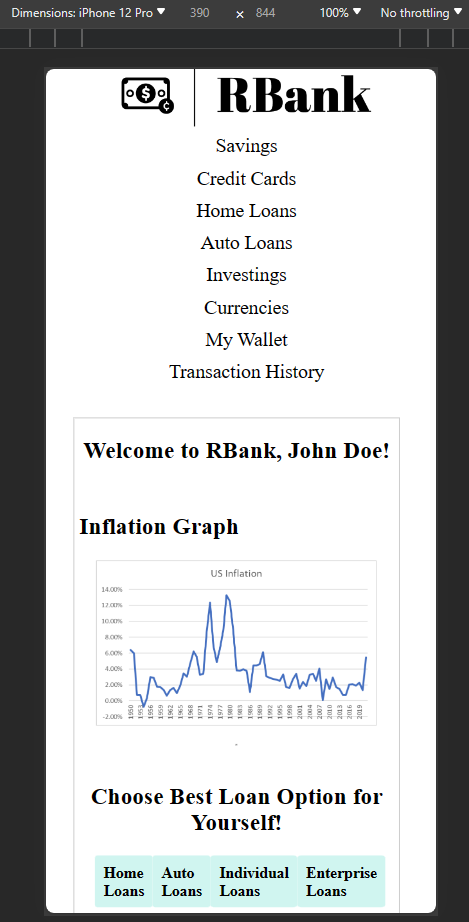 Dimensions: iPhone 12 Pro ▼ 390 × 844 100% ▼ No throttling ▼
RBank
Savings
Credit Cards
Home Loans
Auto Loans
Investings
Currencies
My Wallet
Transaction History
Welcome to RBank, John Doe!
Inflation Graph
US Inflation
14.00%
12.00%
10.00%
8.00%
6.00%
4.00%
2.00%
0.00%
-2.00%
1950 1953 1956 1959 1962 1965 1968 1971 1974 1977 1980 1983 1986 1989 1992 1995 1998 2001 2004 2007 2010 2013 2016 2019
Choose Best Loan Option for
Yourself!
Home Auto Individual Enterprise
Loans Loans Loans Loans